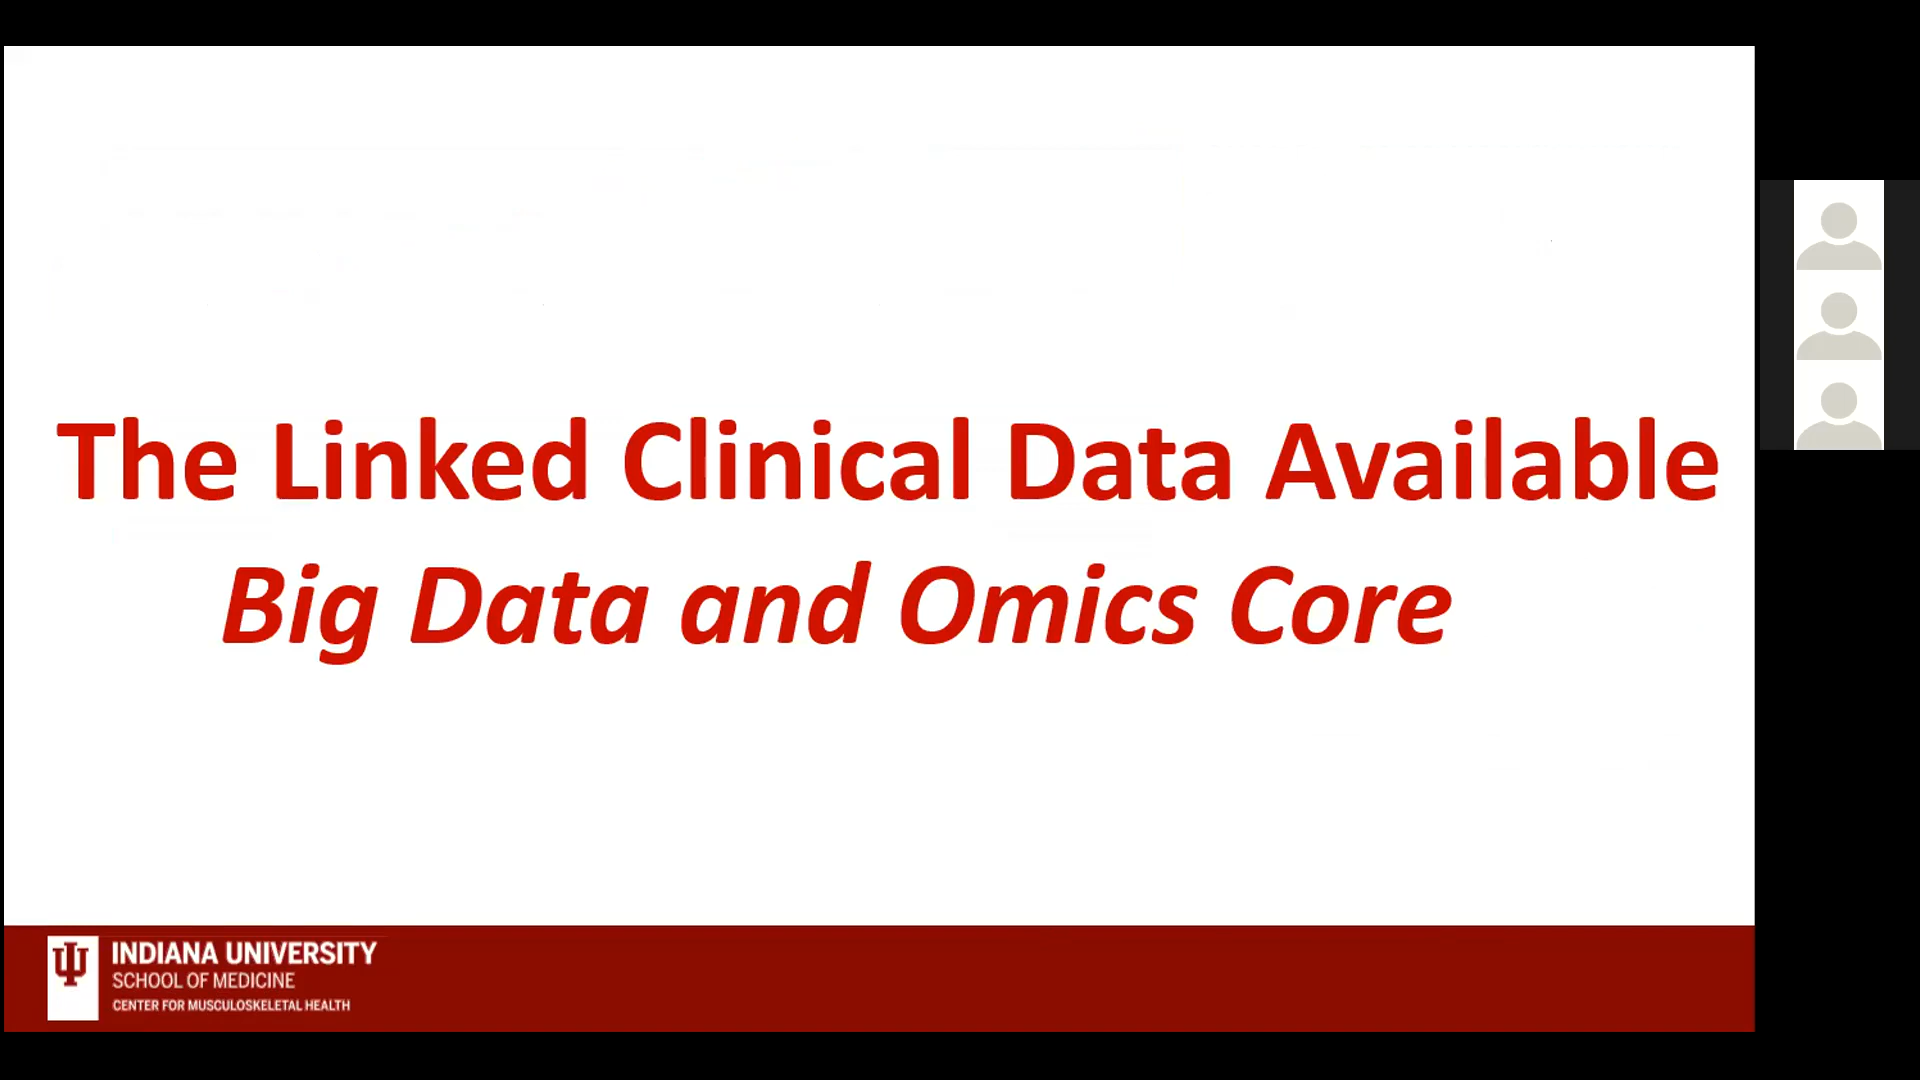 The Linked Clinical Data Available
Big Data and Omics Core
INDIANA UNIVERSITY
SCHOOL OF MEDICINE
CENTER FOR MUSCULOSKELETAL HEALTH